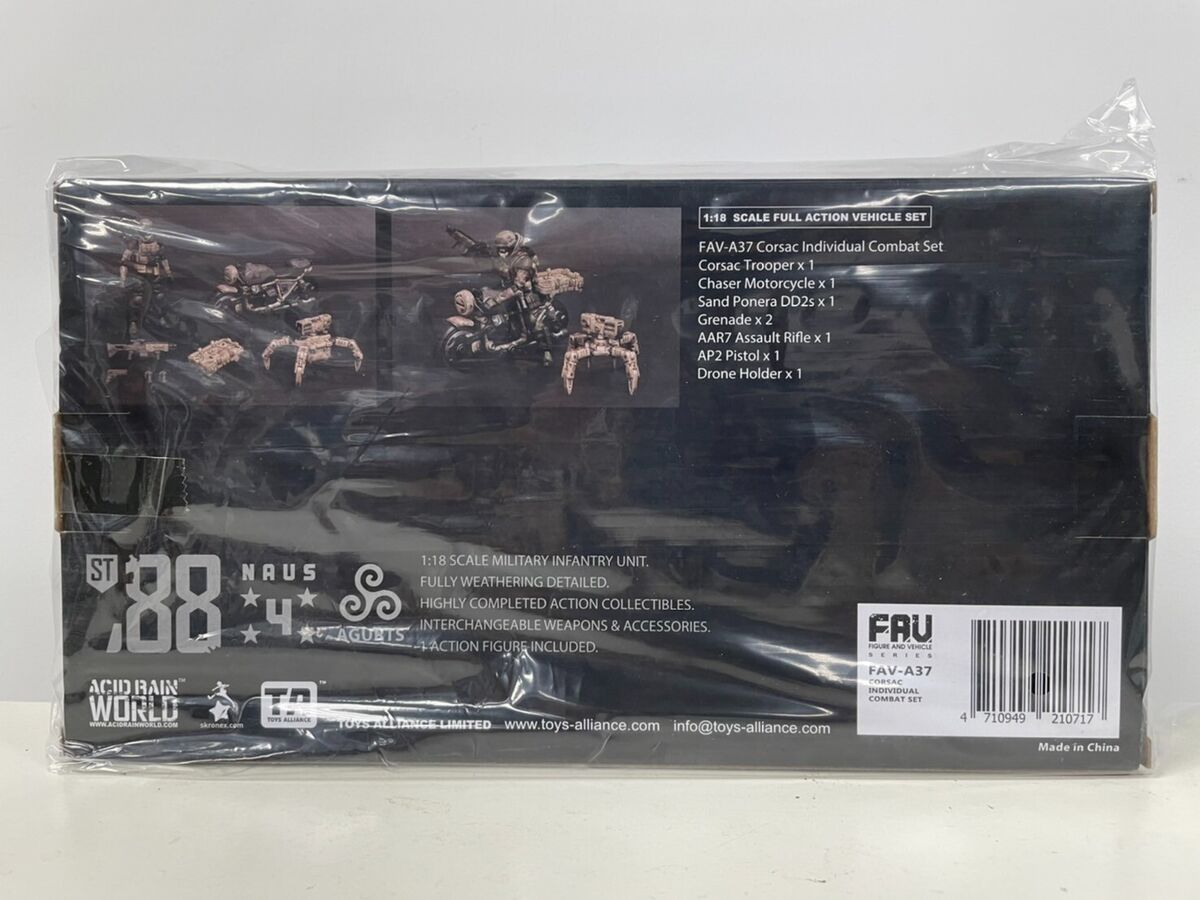 1:18 SCALE FULL ACTION VEHICLE SET
FAV-A37 Corsac Individual Combat Set
Corsac Trooper x 1
Chaser Motorcycle x 1
Sand Ponera DD2s x 1
Grenade x 2
AAR7 Assault Rifle x 1
AP2 Pistol x 1
Drone Holder x 1
ST
88
NAUS
4
AGURTS
1:18 SCALE MILITARY INFANTRY UNIT.
FULLY WEATHERING DETAILED.
HIGHLY COMPLETED ACTION COLLECTIBLES.
INTERCHANGEABLE WEAPONS & ACCESSORIES.
1 ACTION FIGURE INCLUDED.
FAV
FIGURE AND VEHICLE
SERIES
FAV-A37
CORSAC
INDIVIDUAL
COMBAT SET
4 710949 210717
ACID RAIN™
WORLD
WWW.ACIDRAINWORLD.COM
skronex.com
TA™
TOYS ALLIANCE
TOYS ALLIANCE LIMITED www.toys-alliance.com info@toys-alliance.com
Made in China